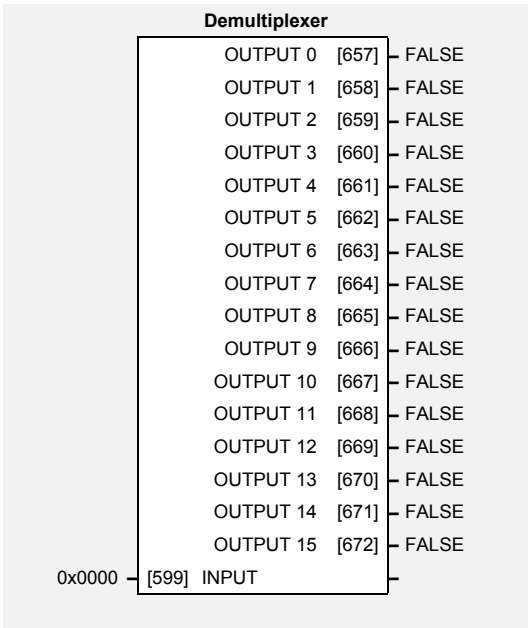 Demultiplexer
OUTPUT 0 [657] FALSE
OUTPUT 1 [658] FALSE
OUTPUT 2 [659] FALSE
OUTPUT 3 [660] FALSE
OUTPUT 4 [661] FALSE
OUTPUT 5 [662] FALSE
OUTPUT 6 [663] FALSE
OUTPUT 7 [664] FALSE
OUTPUT 8 [665] FALSE
OUTPUT 9 [666] FALSE
OUTPUT 10 [667] FALSE
OUTPUT 11 [668] FALSE
OUTPUT 12 [669] FALSE
OUTPUT 13 [670] FALSE
OUTPUT 14 [671] FALSE
OUTPUT 15 [672] FALSE
0x0000 [599] INPUT